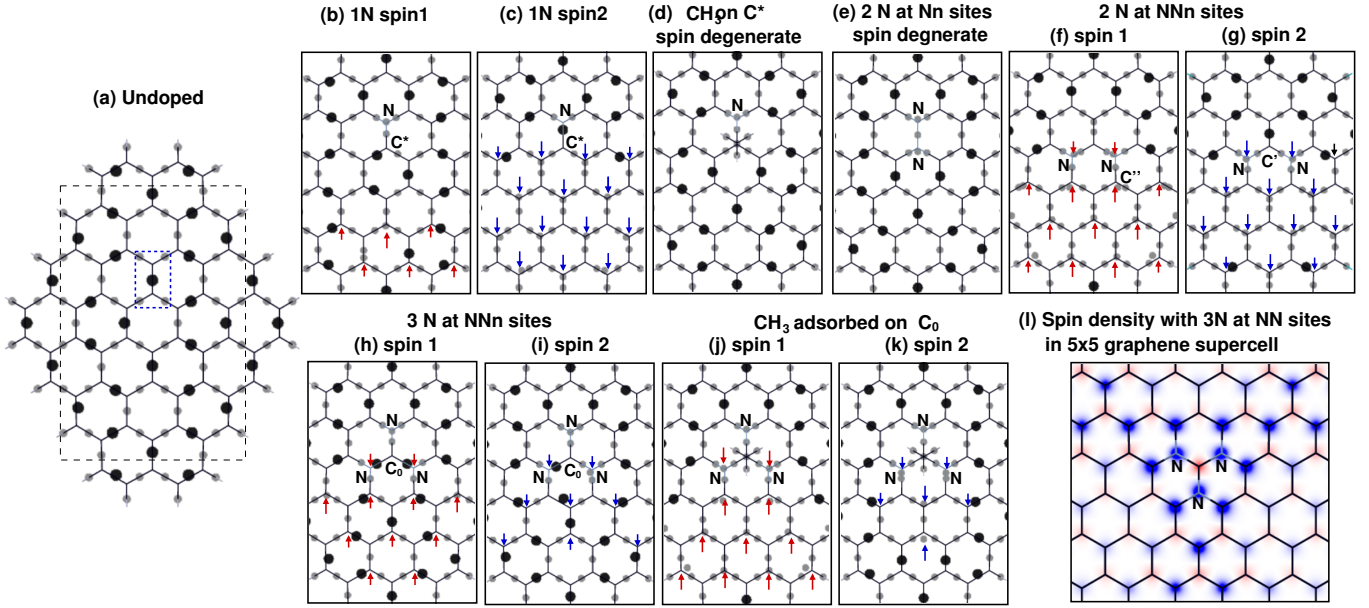 (b) 1N spin1
(c) 1N spin2
(d) CH3 on C*
spin degenerate
(e) 2 N at Nn sites
spin degnerate
2 N at NNn sites
(f) spin 1
(g) spin 2
(a) Undoped
N
C*
N
C*
N
N
N
N
N
C''
N
C'
N
3 N at NNn sites
(h) spin 1
(i) spin 2
CH3 adsorbed on C0
(j) spin 1
(k) spin 2
(l) Spin density with 3N at NN sites
in 5x5 graphene supercell
N
N
C0
N
N
N
C0
N
N
N
N
N
N
N
N
N
N